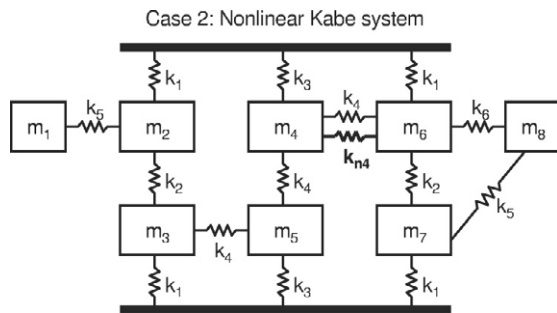 Case 2: Nonlinear Kabe system
k1 k3 k1
k5 k4 k6
m1 m2 m4 m6 m8
kn4
k2 k4 k2
k5
m3 m5 m7
k4
k1 k3 k1